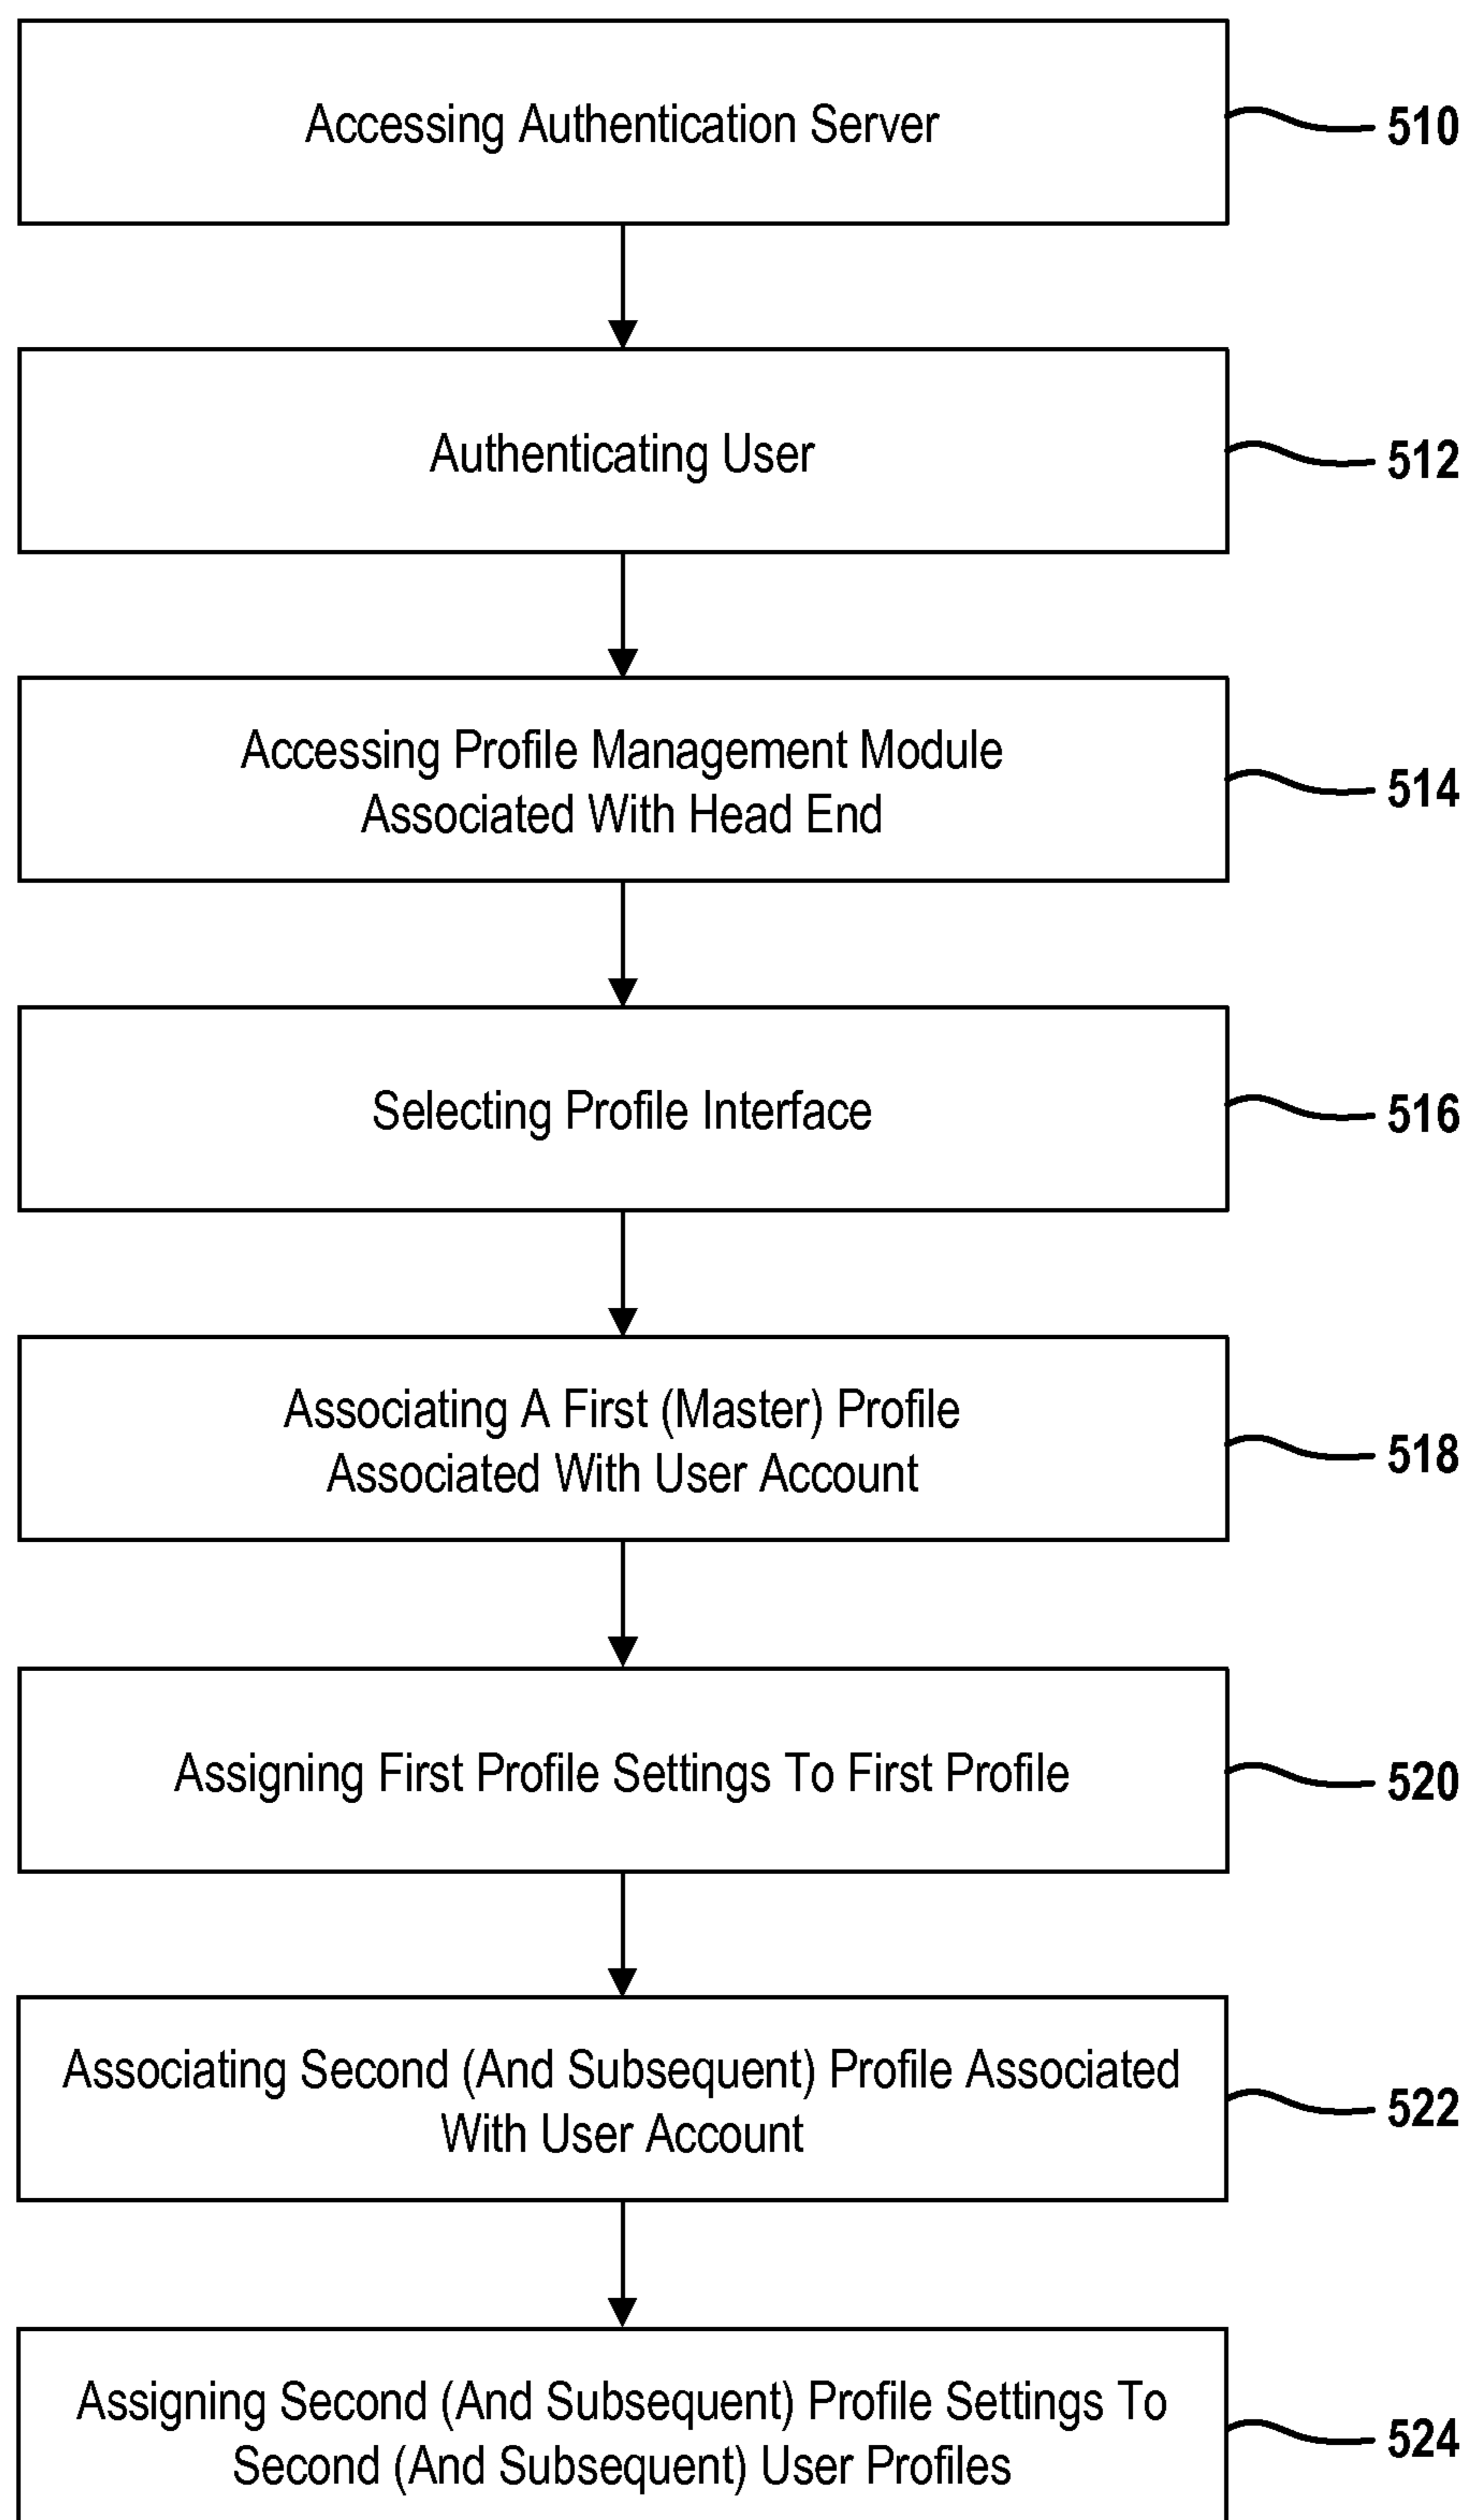 Accessing Authentication Server
510
Authenticating User
512
Accessing Profile Management Module
Associated With Head End
514
Selecting Profile Interface
516
Associating A First (Master) Profile
Associated With User Account
518
Assigning First Profile Settings To First Profile
520
Associating Second (And Subsequent) Profile Associated
With User Account
522
Assigning Second (And Subsequent) Profile Settings To
Second (And Subsequent) User Profiles
524